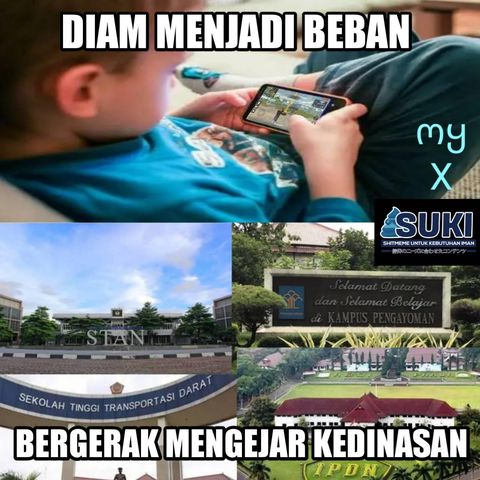 DIAM MENJADI BEBAN
my
X
SUKI
SHITMEME UNTUK KEBUTUHAN IMAN
Selamat Datang
dan Selamat Belajar
di KAMPUS PENGAYOMAN
STAN
SEKOLAH TINGGI TRANSPORTASI DARAT
BERGERAK MENGEJAR KEDINASAN
IPDN